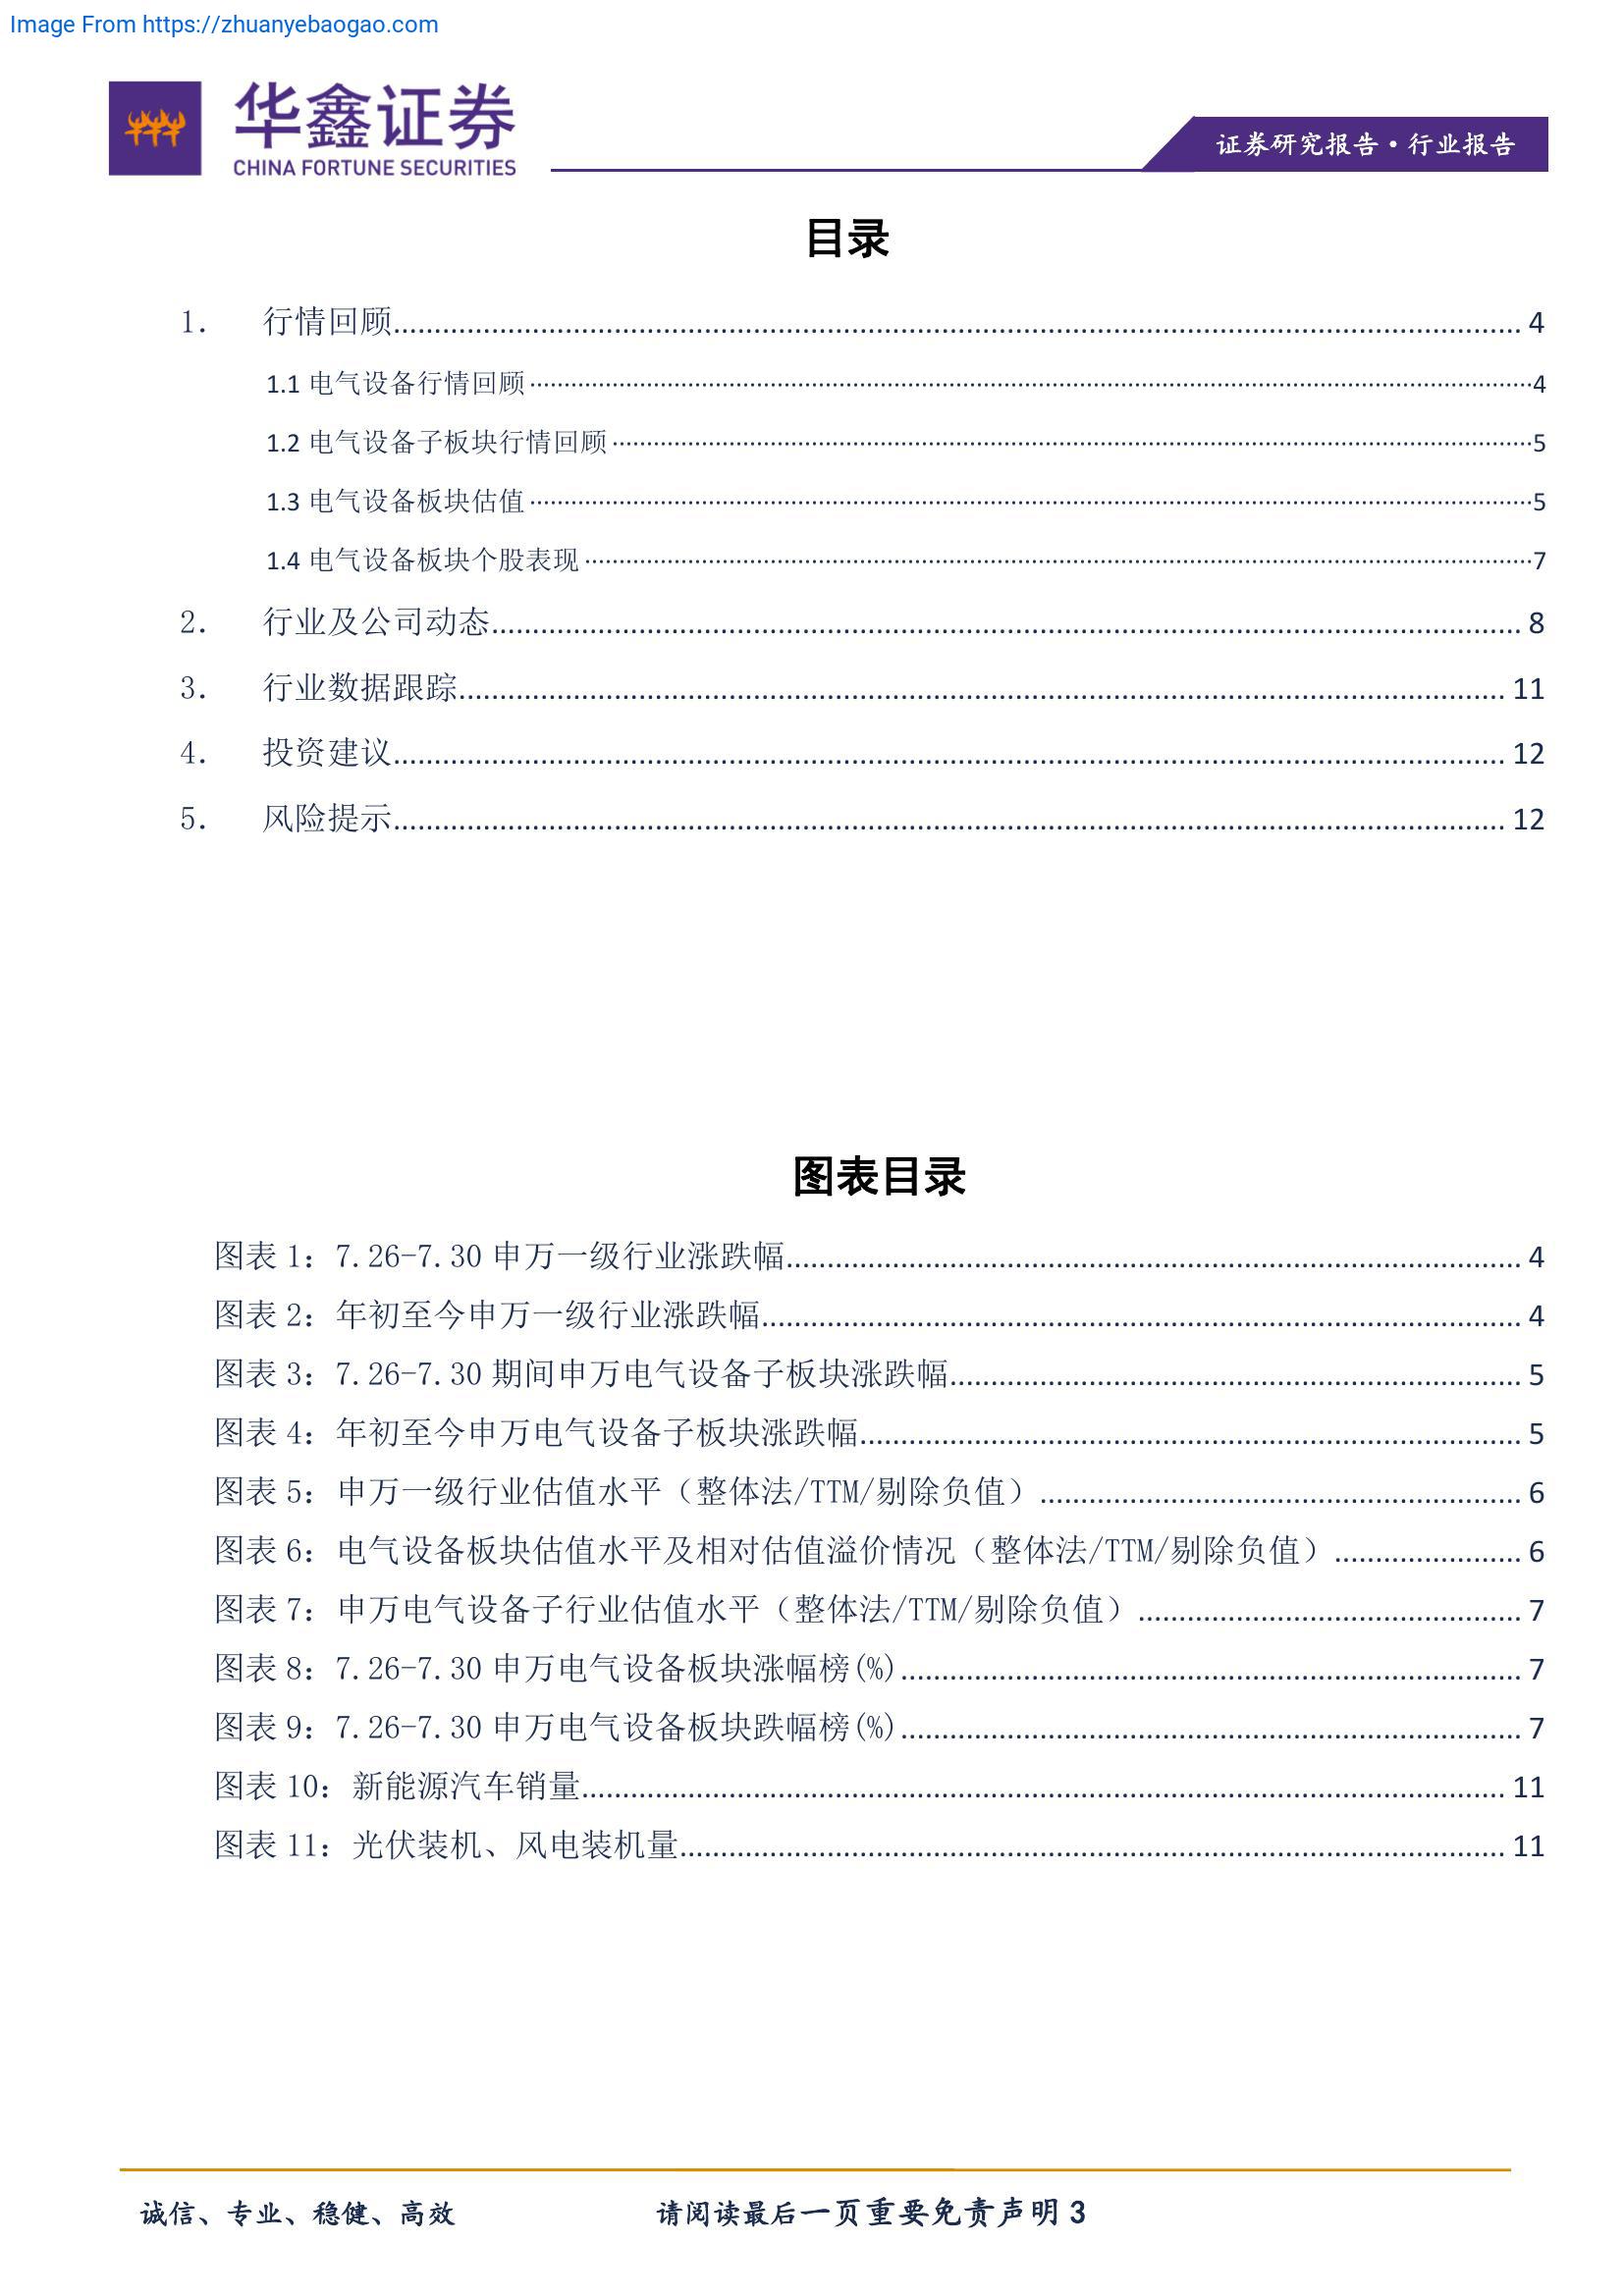 Image From https://zhuanyebaogao.com
华鑫证券
CHINA FORTUNE SECURITIES
证券研究报告·行业报告
目录
1. 行情回顾 4
1.1 电气设备行情回顾 4
1.2 电气设备子板块行情回顾 5
1.3 电气设备板块估值 5
1.4 电气设备板块个股表现 7
2. 行业及公司动态 8
3. 行业数据跟踪 11
4. 投资建议 12
5. 风险提示 12
图表目录
图表 1：7.26-7.30 申万一级行业涨跌幅 4
图表 2：年初至今申万一级行业涨跌幅 4
图表 3：7.26-7.30 期间申万电气设备子板块涨跌幅 5
图表 4：年初至今申万电气设备子板块涨跌幅 5
图表 5：申万一级行业估值水平（整体法/TTM/剔除负值） 6
图表 6：电气设备板块估值水平及相对估值溢价情况（整体法/TTM/剔除负值） 6
图表 7：申万电气设备子行业估值水平（整体法/TTM/剔除负值） 7
图表 8：7.26-7.30 申万电气设备板块涨幅榜(%) 7
图表 9：7.26-7.30 申万电气设备板块跌幅榜(%) 7
图表 10：新能源汽车销量 11
图表 11：光伏装机、风电装机量 11
诚信、专业、稳健、高效 请阅读最后一页重要免责声明 3